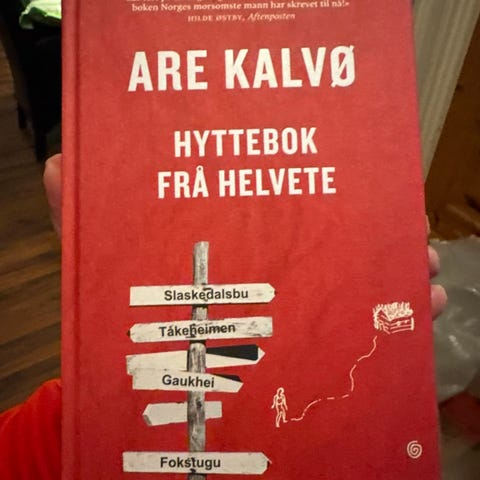 boken Norges morsomste mann har skrevet til nå!»
HILDE ØSTBY, Aftenposten
ARE KALVØ
HYTTEBOK
FRÅ HELVETE
Slaskedalsbu
Tåkeheimen
Gaukhei
Fokstugu